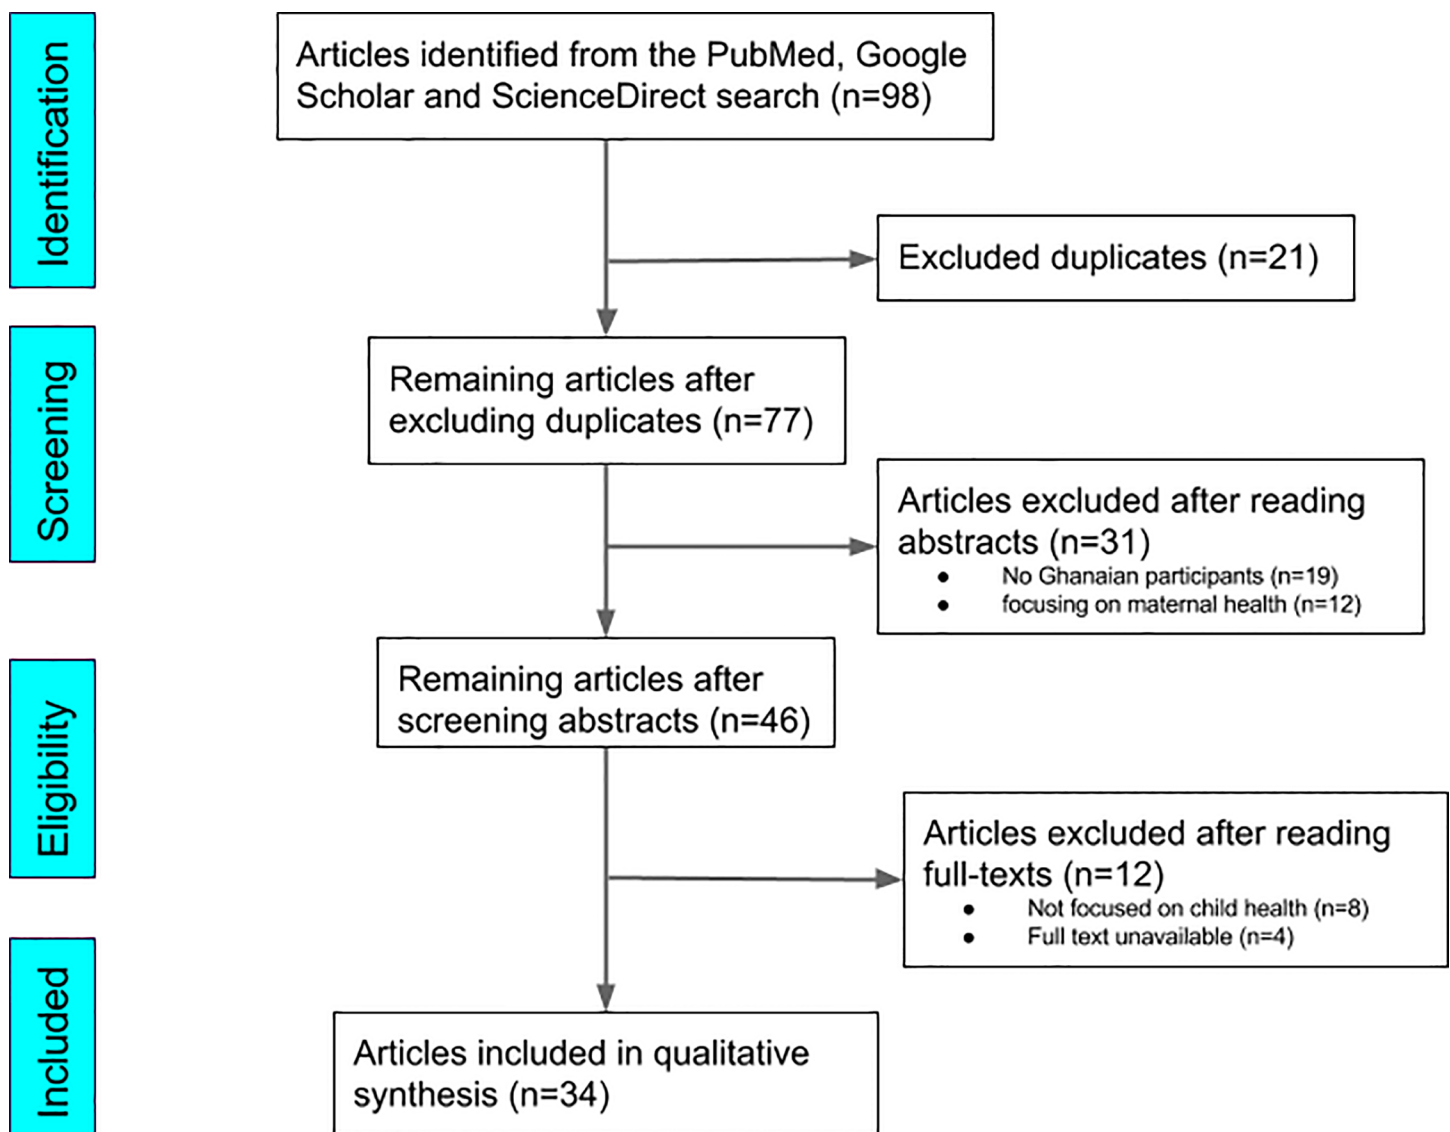 Identification
Articles identified from the PubMed, Google
Scholar and ScienceDirect search (n=98)
Excluded duplicates (n=21)
Screening
Remaining articles after
excluding duplicates (n=77)
Articles excluded after reading
abstracts (n=31)
• No Ghanaian participants (n=19)
• focusing on maternal health (n=12)
Eligibility
Remaining articles after
screening abstracts (n=46)
Articles excluded after reading
full-texts (n=12)
• Not focused on child health (n=8)
• Full text unavailable (n=4)
Included
Articles included in qualitative
synthesis (n=34)